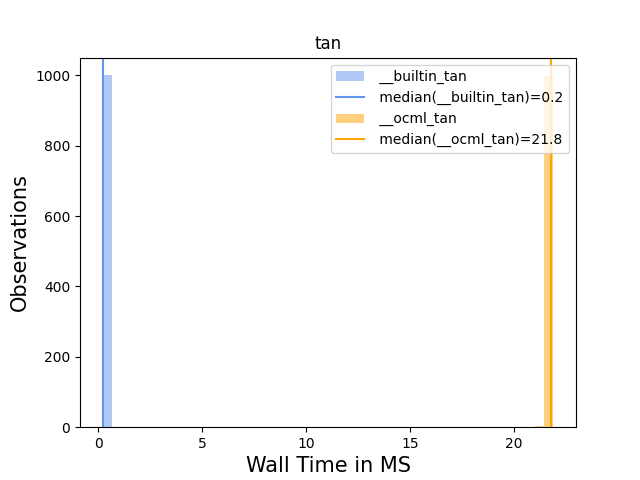 tan
__builtin_tan
median(__builtin_tan)=0.2
__ocml_tan
median(__ocml_tan)=21.8
Observations
1000
800
600
400
200
0
0 5 10 15 20
Wall Time in MS